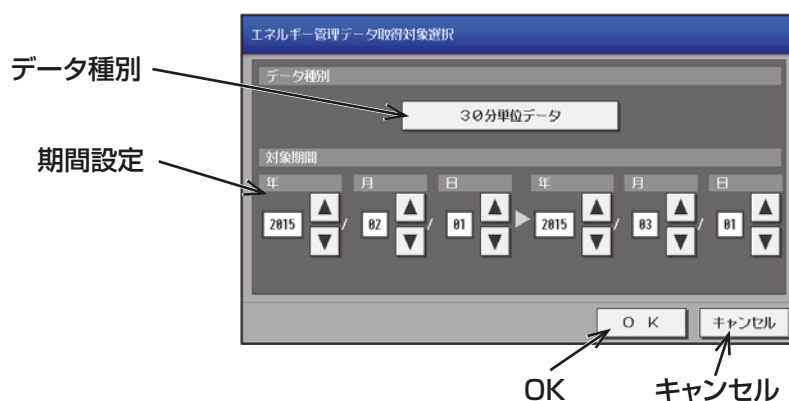 エネルギー管理データ取得対象選択
データ種別
データ種別
30分単位データ
期間設定
対象期間
年 月 日 年 月 日
2015 / 02 / 01 ▶ 2015 / 03 / 01
OK キャンセル
OK キャンセル